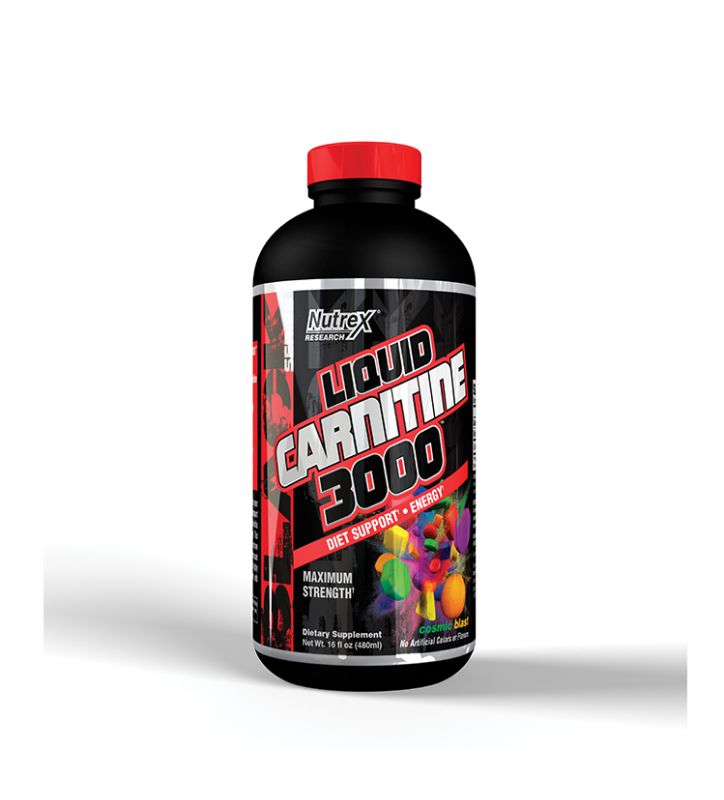 Nutrex
RESEARCH
LIQUID
CARNITINE
3000
DIET SUPPORT† • ENERGY†
MAXIMUM
STRENGTH†
Dietary Supplement
Net Wt. 16 fl oz (480ml)
cosmic blast
No Artificial Colors or Flavors